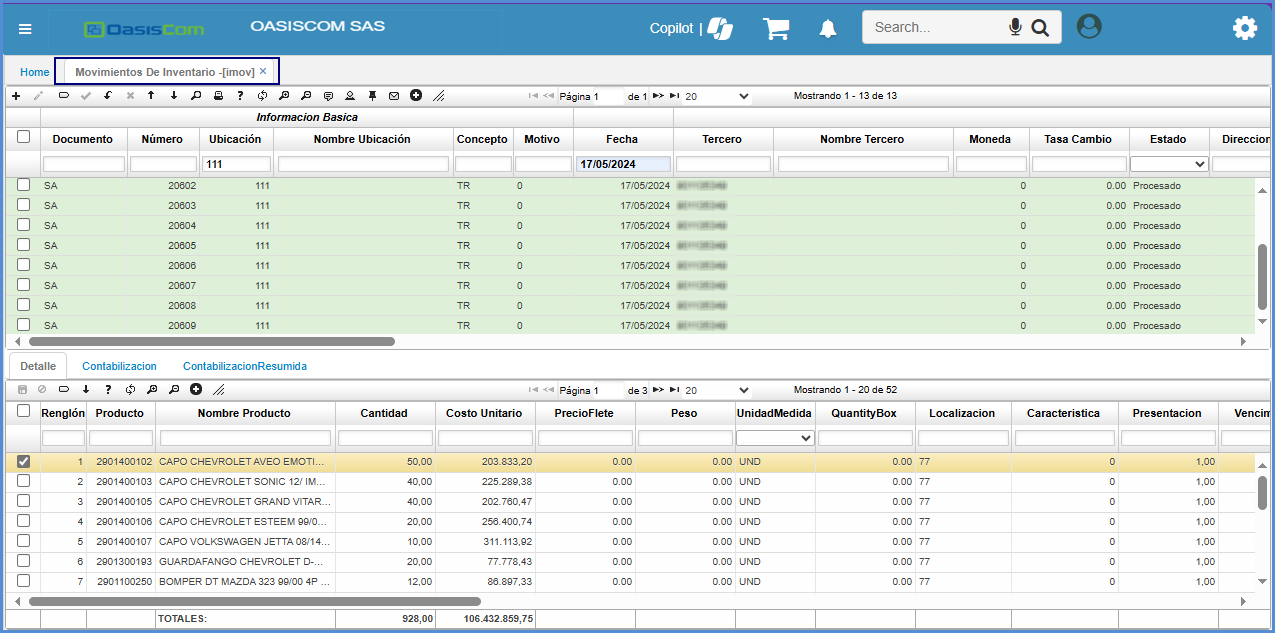 OasisCom OASISCOM SAS Copilot | Search...
Home Movimientos De Inventario -[imov] ×
Página 1 de 1 20 Mostrando 1 - 13 de 13
Informacion Basica
Documento Número Ubicación Nombre Ubicación Concepto Motivo Fecha Tercero Nombre Tercero Moneda Tasa Cambio Estado Direccion
111 17/05/2024
SA 20602 111 TR 0 17/05/2024 0 0.00 Procesado
SA 20603 111 TR 0 17/05/2024 0 0.00 Procesado
SA 20604 111 TR 0 17/05/2024 0 0.00 Procesado
SA 20605 111 TR 0 17/05/2024 0 0.00 Procesado
SA 20606 111 TR 0 17/05/2024 0 0.00 Procesado
SA 20607 111 TR 0 17/05/2024 0 0.00 Procesado
SA 20608 111 TR 0 17/05/2024 0 0.00 Procesado
SA 20609 111 TR 0 17/05/2024 0 0.00 Procesado
Detalle Contabilizacion ContabilizacionResumida
Página 1 de 3 20 Mostrando 1 - 20 de 52
Renglón Producto Nombre Producto Cantidad Costo Unitario PrecioFlete Peso UnidadMedida QuantityBox Localizacion Caracteristica Presentacion Vencim
1 2901400102 CAPO CHEVROLET AVEO EMOTI... 50,00 203.833,20 0.00 0.00 UND 0.00 77 0 1,00
2 2901400103 CAPO CHEVROLET SONIC 12/ IM... 40,00 225.289,38 0.00 0.00 UND 0.00 77 0 1,00
3 2901400105 CAPO CHEVROLET GRAND VITAR... 40,00 202.760,47 0.00 0.00 UND 0.00 77 0 1,00
4 2901400106 CAPO CHEVROLET ESTEEM 99/0... 20,00 256.400,74 0.00 0.00 UND 0.00 77 0 1,00
5 2901400107 CAPO VOLKSWAGEN JETTA 08/14... 10,00 311.113,92 0.00 0.00 UND 0.00 77 0 1,00
6 2901300193 GUARDAFANGO CHEVROLET D-... 20,00 77.778,43 0.00 0.00 UND 0.00 77 0 1,00
7 2901100250 BOMPER DT MAZDA 323 99/00 4P ... 12,00 86.897,33 0.00 0.00 UND 0.00 77 0 1,00
TOTALES: 928,00 106.432.859,75